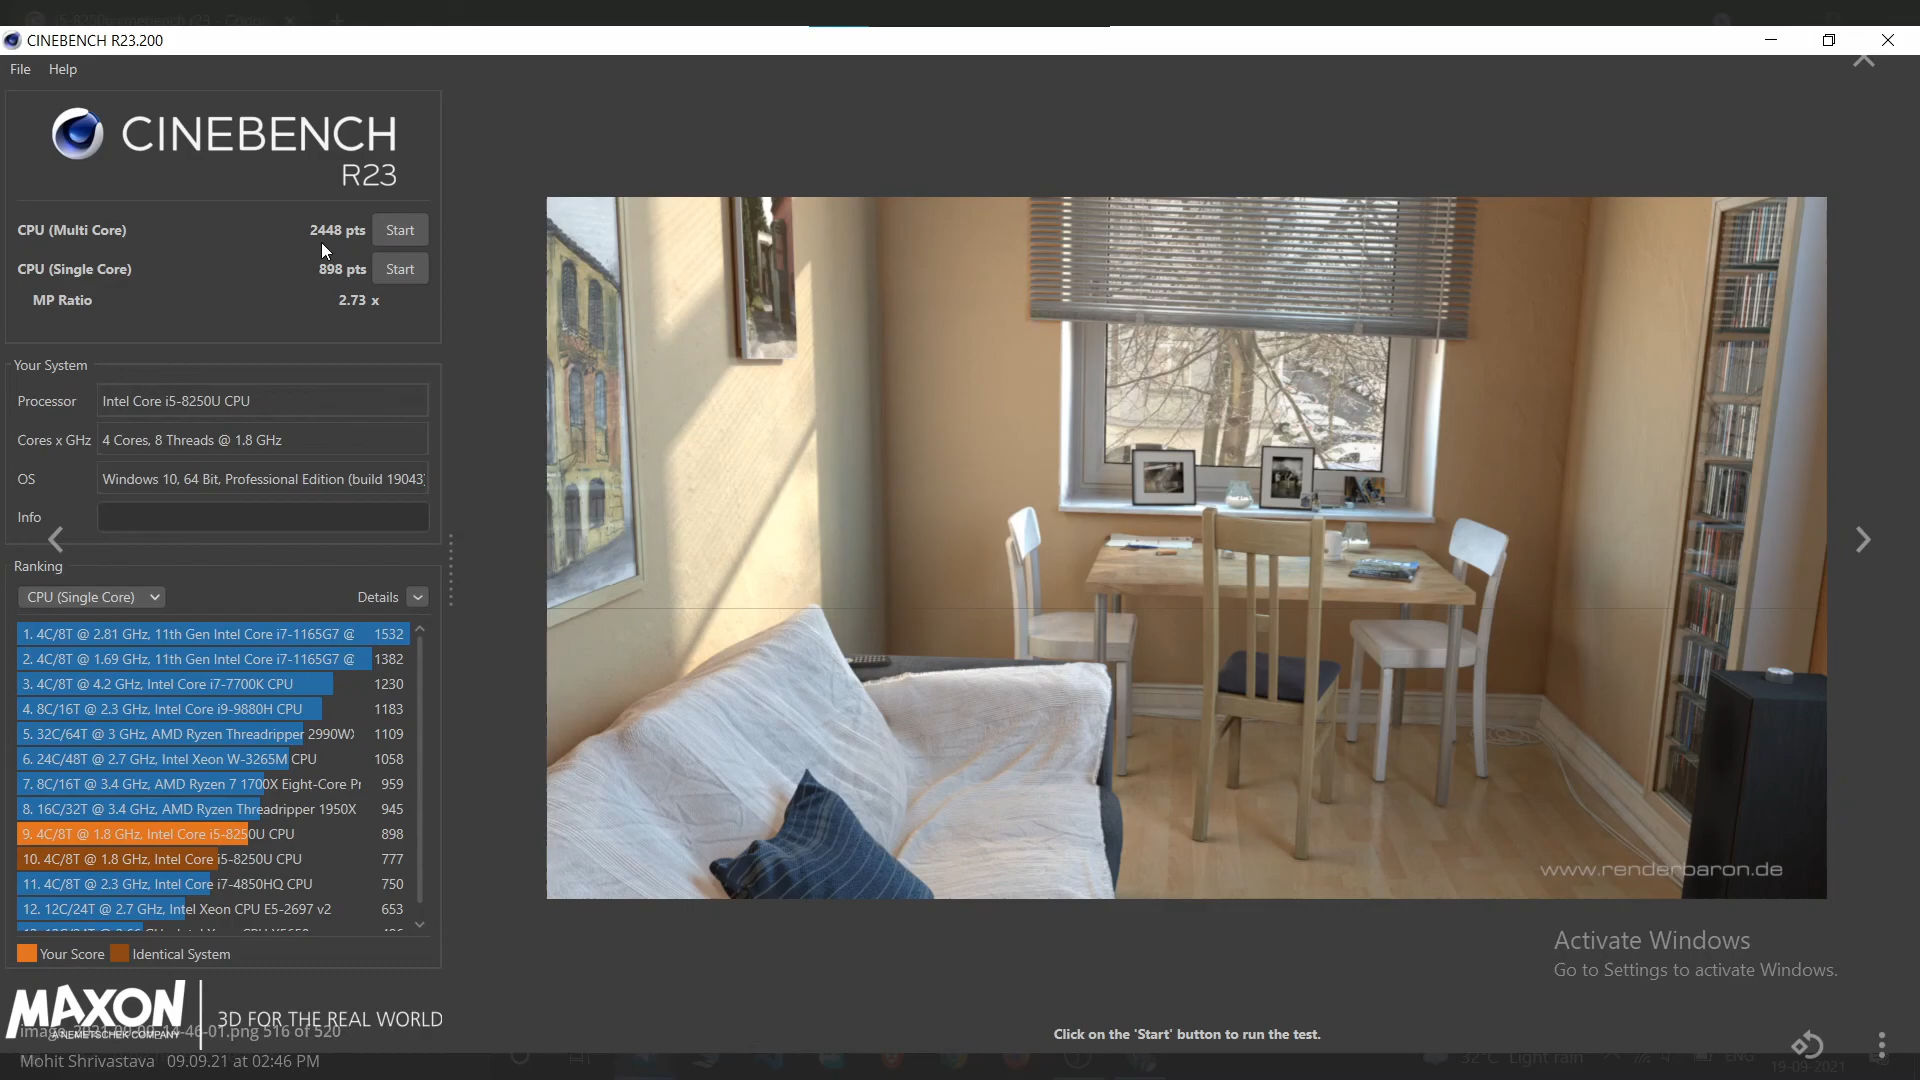 CINEBENCH R23.200
File Help
CINEBENCH
R23
CPU (Multi Core) 2448 pts Start
CPU (Single Core) 898 pts Start
MP Ratio 2.73 x
Your System
Processor Intel Core i5-8250U CPU
Cores x GHz 4 Cores, 8 Threads @ 1.8 GHz
OS Windows 10, 64 Bit, Professional Edition (build 19043)
Info
Ranking
CPU (Single Core) Details
1. 4C/8T @ 2.81 GHz, 11th Gen Intel Core i7-1165G7 @ 1532
2. 4C/8T @ 1.69 GHz, 11th Gen Intel Core i7-1165G7 @ 1382
3. 4C/8T @ 4.2 GHz, Intel Core i7-7700K CPU 1230
4. 8C/16T @ 2.3 GHz, Intel Core i9-9880H CPU 1183
5. 32C/64T @ 3 GHz, AMD Ryzen Threadripper 2990WX 1109
6. 24C/48T @ 2.7 GHz, Intel Xeon W-3265M CPU 1058
7. 8C/16T @ 3.4 GHz, AMD Ryzen 7 1700X Eight-Core Pr 959
8. 16C/32T @ 3.4 GHz, AMD Ryzen Threadripper 1950X 945
9. 4C/8T @ 1.8 GHz, Intel Core i5-8250U CPU 898
10. 4C/8T @ 1.8 GHz, Intel Core i5-8250U CPU 777
11. 4C/8T @ 2.3 GHz, Intel Core i7-4850HQ CPU 750
12. 12C/24T @ 2.7 GHz, Intel Xeon CPU E5-2697 v2 653
Your Score Identical System
www.renderbaron.de
Activate Windows
Go to Settings to activate Windows.
MAXON
A NEMETSCHEK COMPANY
3D FOR THE REAL WORLD
516 of 520
Click on the 'Start' button to run the test.
Mohit Shrivastava 09.09.21 at 02:46 PM
32°C Light rain ENG
19-09-2021